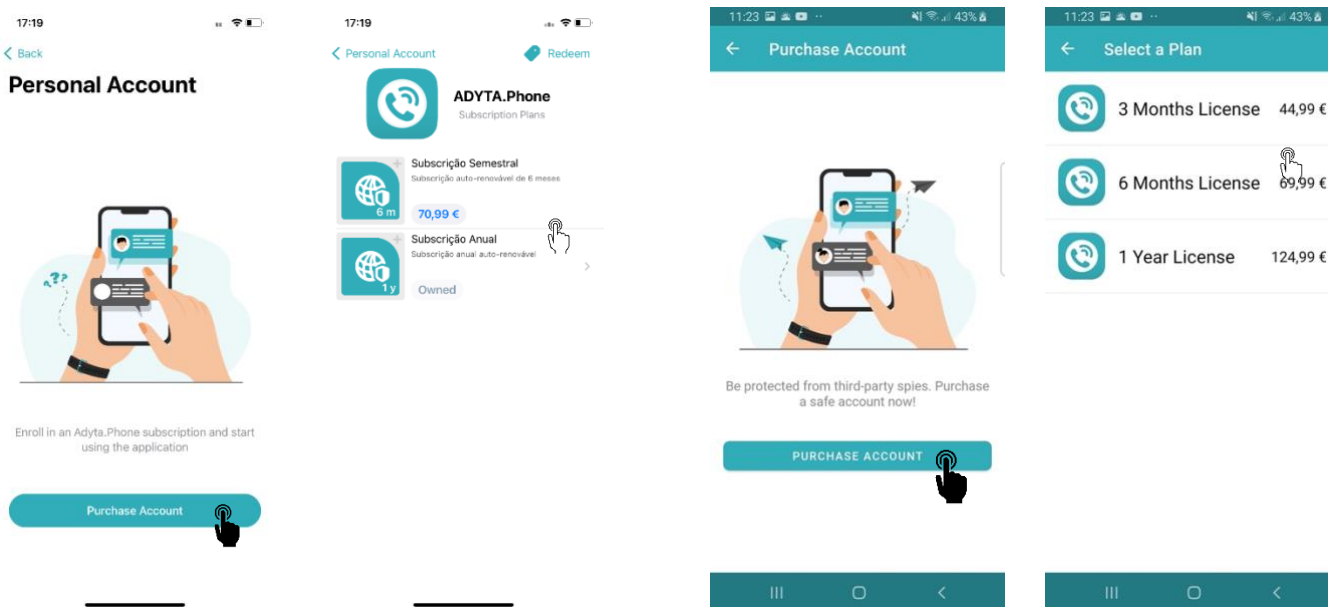 17:19
Back
Personal Account
???
Enroll in an Adyta.Phone subscription and start
using the application
Purchase Account
17:19
Personal Account
Redeem
ADYTA.Phone
Subscription Plans
Subscrição Semestral
Subscrição auto-renovável de 6 meses
6 m
70,99 €
Subscrição Anual
Subscrição anual auto-renovável
1 y
Owned
11:23
43%
Purchase Account
Be protected from third-party spies. Purchase
a safe account now!
PURCHASE ACCOUNT
11:23
43%
Select a Plan
3 Months License 44,99 €
6 Months License 69,99 €
1 Year License 124,99 €